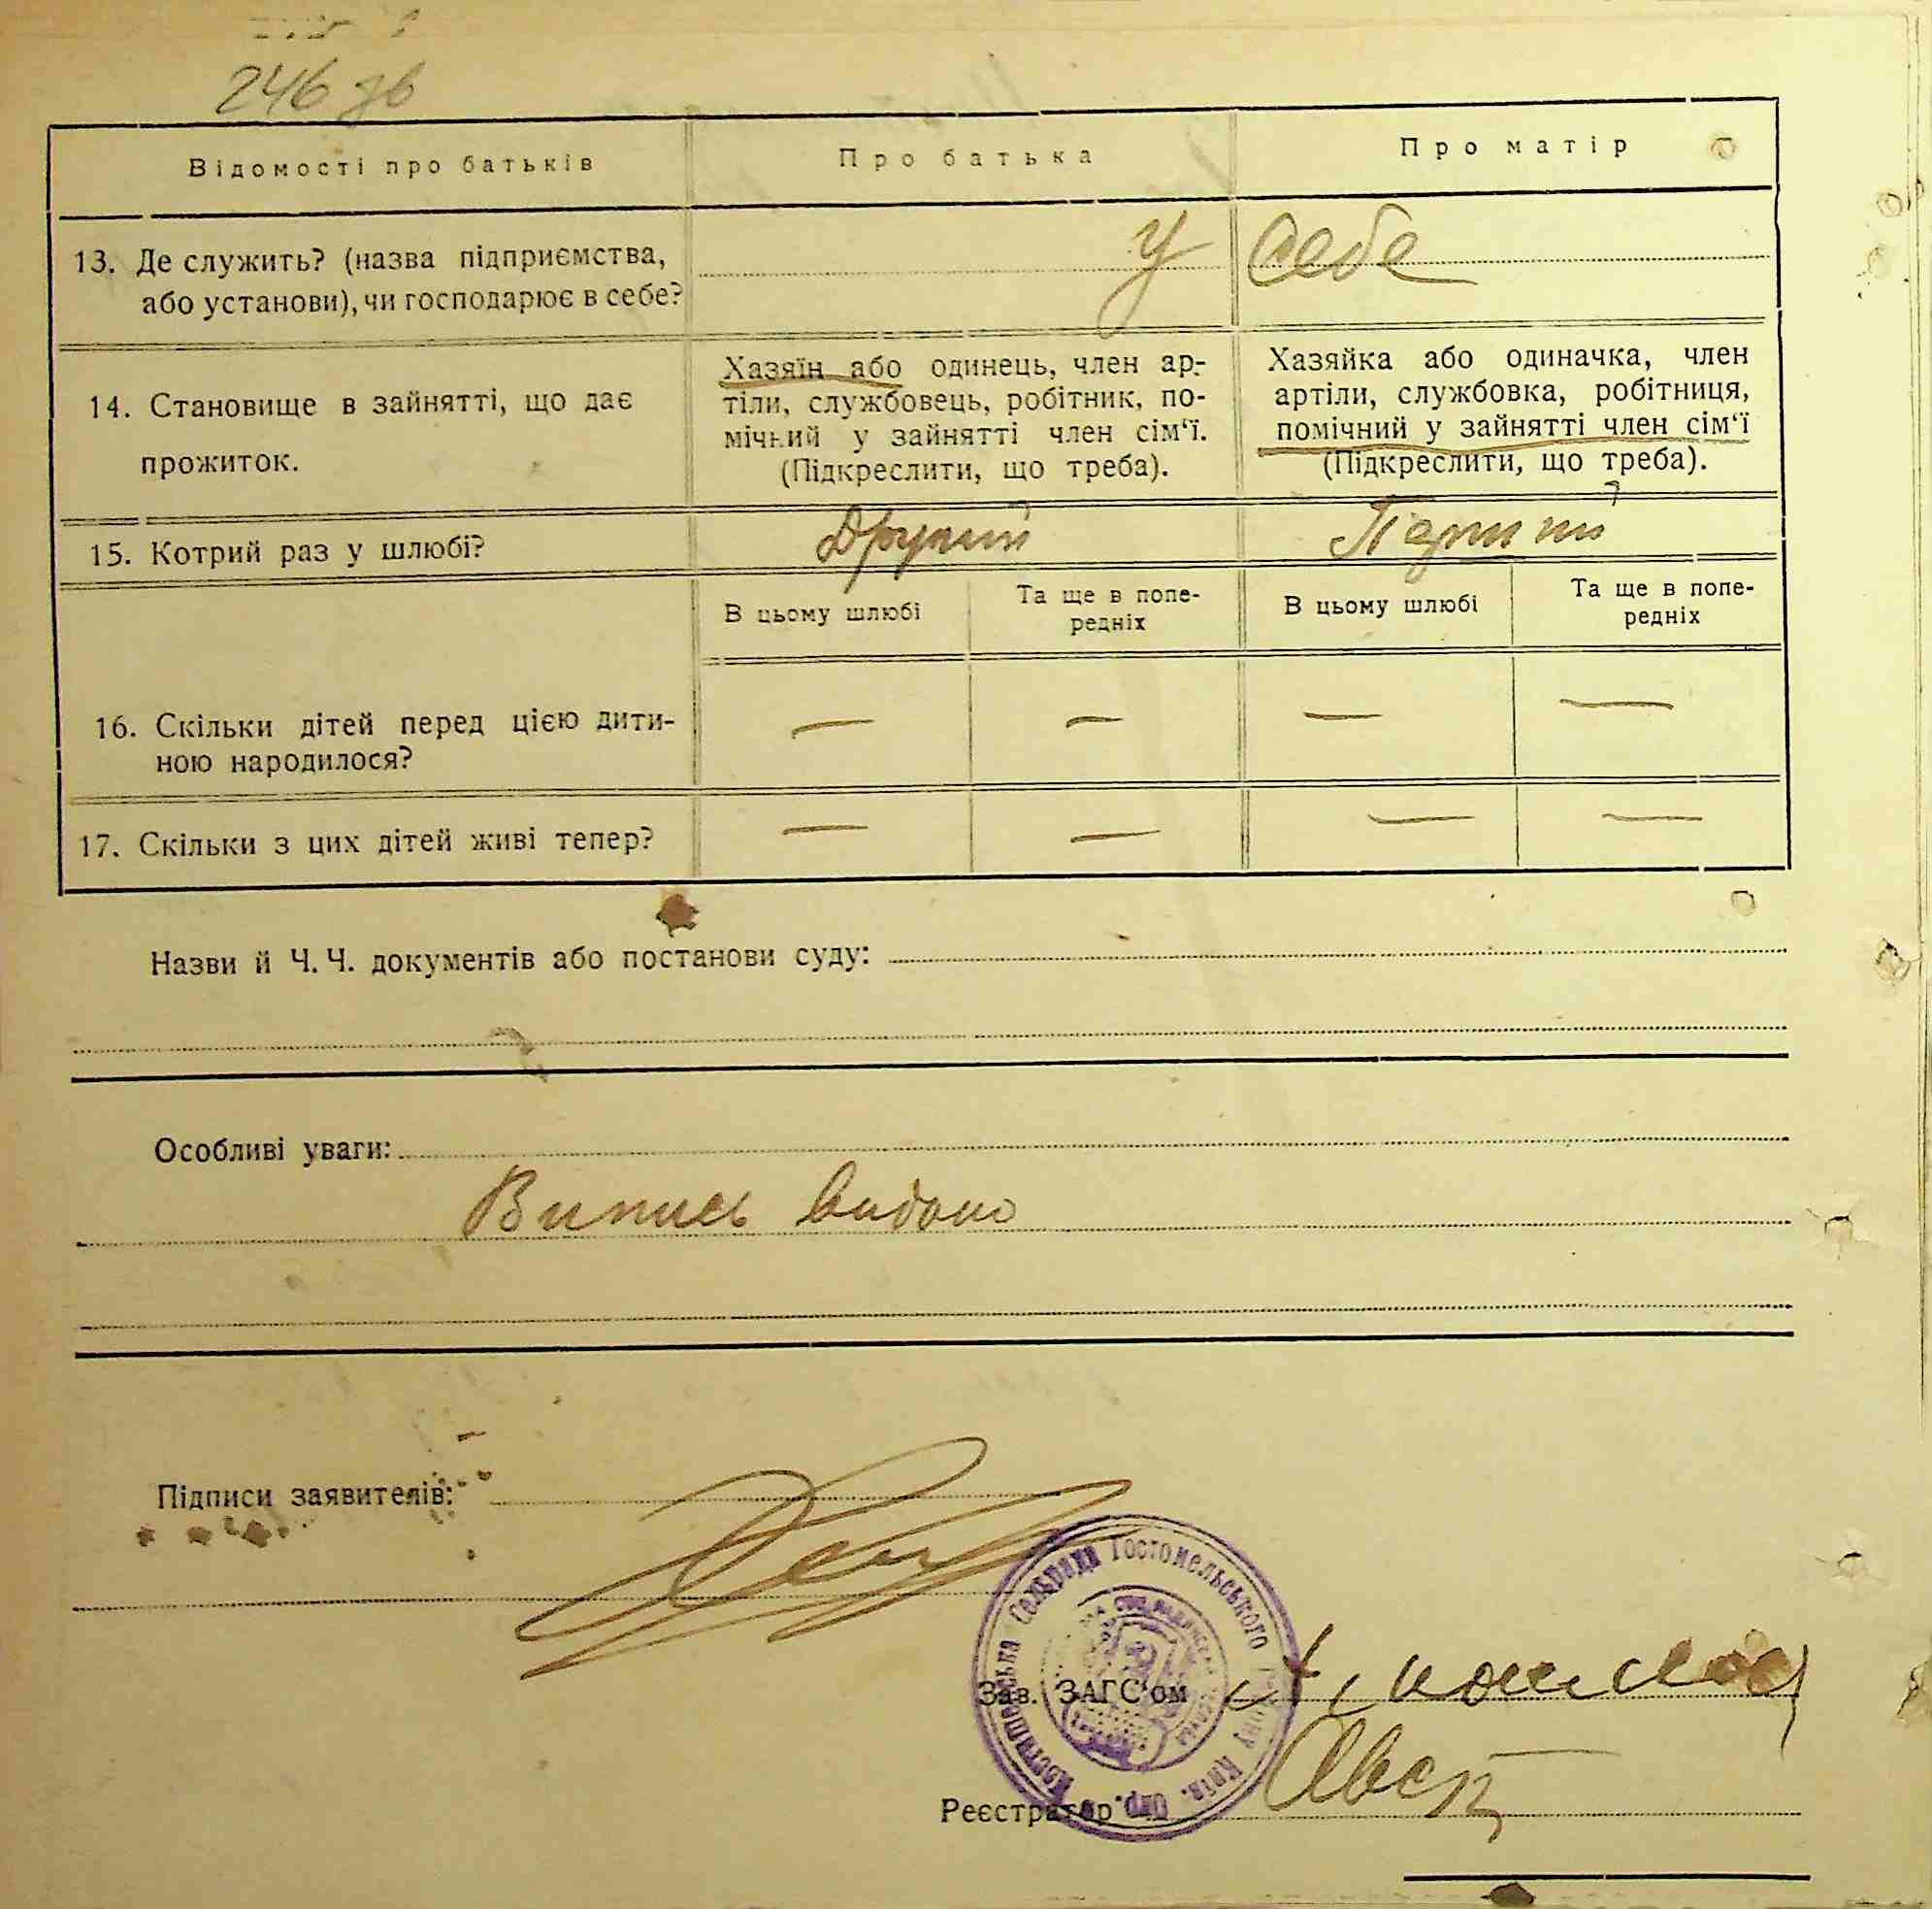 246 зв
Відомості про батьків
Про батька
Про матір
13. Де служить? (назва підприємства,
або установи), чи господарює в себе?
У себе
14. Становище в зайнятті, що дає
прожиток.
Хазяїн або одинець, член ар-
тіли, службовець, робітник, по-
мічний у зайнятті член сім‘ї.
(Підкреслити, що треба).
Хазяйка або одиначка, член
артіли, службовка, робітниця,
помічний у зайнятті член сім‘ї
(Підкреслити, що треба).
15. Котрий раз у шлюбі?
Другий
Перший
В цьому шлюбі
Та ще в попе-
редніх
В цьому шлюбі
Та ще в попе-
редніх
16. Скільки дітей перед цією дити-
ною народилося?
— — — —
17. Скільки з цих дітей живі тепер?
— — — —
Назви й Ч. Ч. документів або постанови суду:
Особливі уваги:
Випись видано
Підписи заявителів:
Сельрада Гостомельського Київ. Окр.
Зав. ЗАГС‘ом
Реєстратор